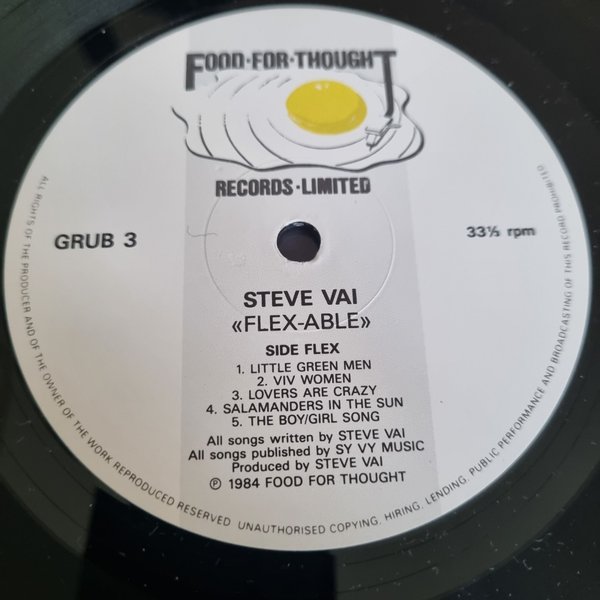 FOOD·FOR·THOUGHT
RECORDS·LIMITED
GRUB 3
33⅓ rpm
STEVE VAI
«FLEX-ABLE»
SIDE FLEX
1. LITTLE GREEN MEN
2. VIV WOMEN
3. LOVERS ARE CRAZY
4. SALAMANDERS IN THE SUN
5. THE BOY/GIRL SONG
All songs written by STEVE VAI
All songs published by SY VY MUSIC
Produced by STEVE VAI
℗ 1984 FOOD FOR THOUGHT
ALL RIGHTS OF THE PRODUCER AND OF THE OWNER OF THE WORK REPRODUCED RESERVED. UNAUTHORISED COPYING, HIRING, LENDING, PUBLIC PERFORMANCE AND BROADCASTING OF THIS RECORD PROHIBITED